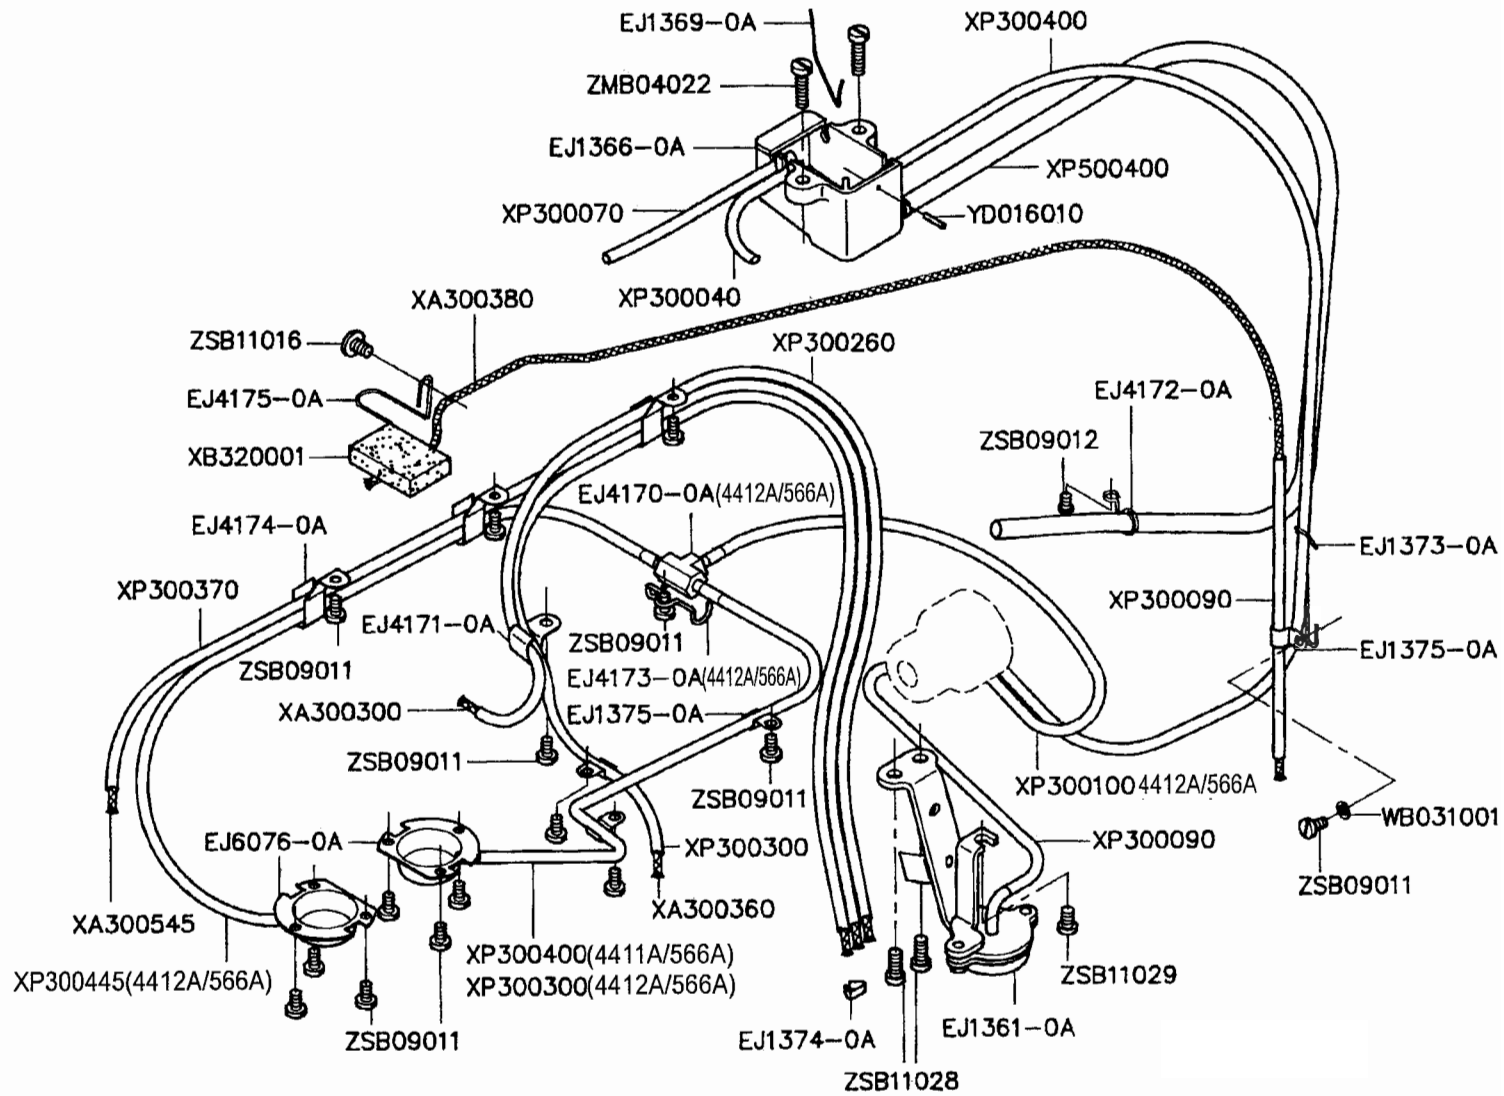 EJ1369-0A
XP300400
ZMB04022
EJ1366-0A
XP500400
XP300070
YD016010
XP300040
XA300380
ZSB11016
XP300260
EJ4175-0A
EJ4172-0A
ZSB09012
XB320001
EJ4170-0A(4412A/566A)
EJ4174-0A
EJ1373-0A
XP300370
XP300090
EJ4171-0A
ZSB09011
ZSB09011
EJ1375-0A
EJ4173-0A(4412A/566A)
XA300300
EJ1375-0A
ZSB09011
XP300100 4412A/566A
ZSB09011
WB031001
EJ6076-0A
XP300300
XP300090
ZSB09011
XA300545
XA300360
XP300400(4411A/566A)
XP300445(4412A/566A)
XP300300(4412A/566A)
ZSB11029
ZSB09011
EJ1374-0A
EJ1361-0A
ZSB11028